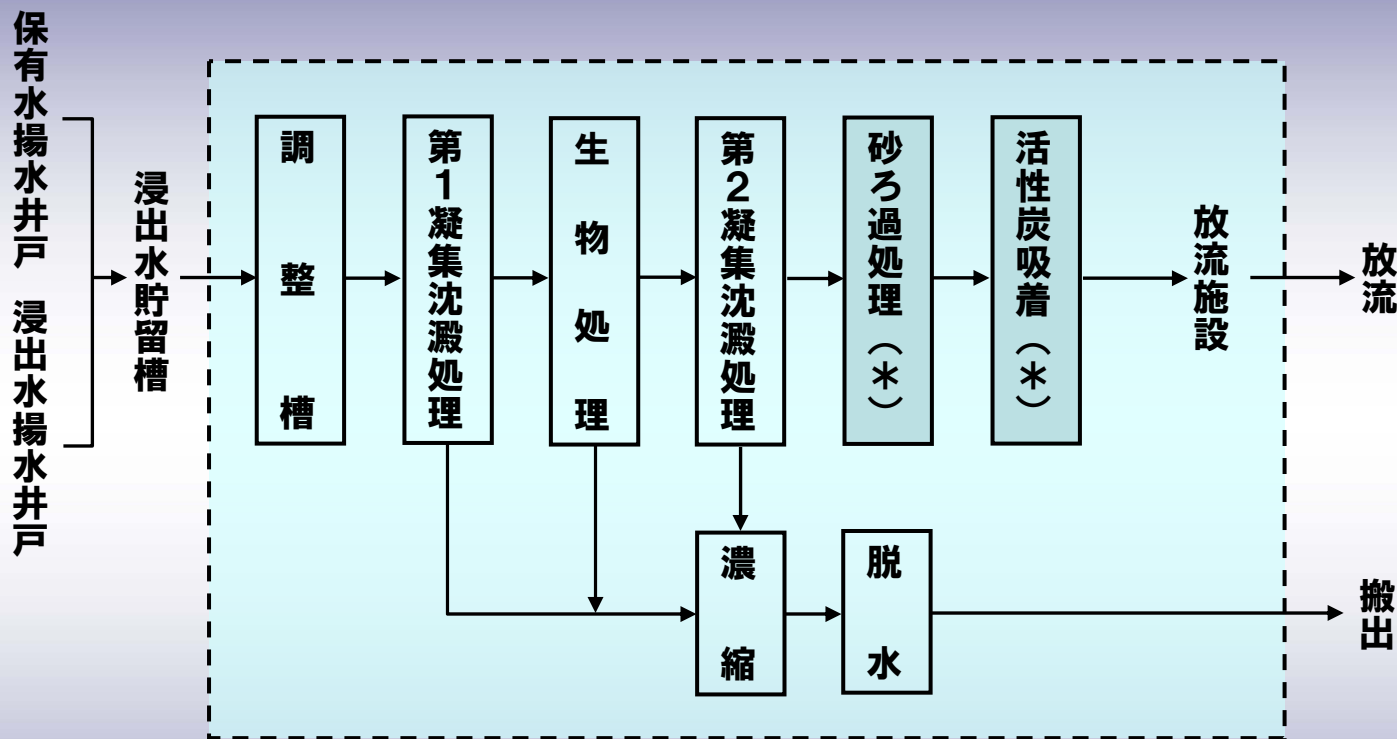 保有水揚水井戸
浸出水揚水井戸
浸出水貯留槽
調整槽
第1凝集沈澱処理
生物処理
第2凝集沈澱処理
砂ろ過処理（＊）
活性炭吸着（＊）
放流施設
放流
濃縮
脱水
搬出